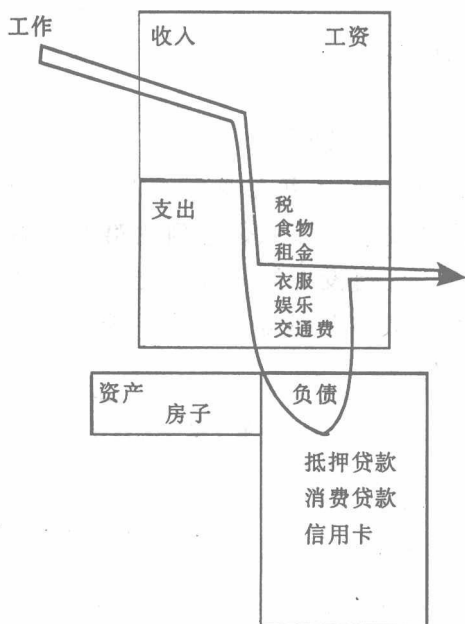 工作
收入 工资
支出
税
食物
租金
衣服
娱乐
交通费
资产
房子
负债
抵押贷款
消费贷款
信用卡